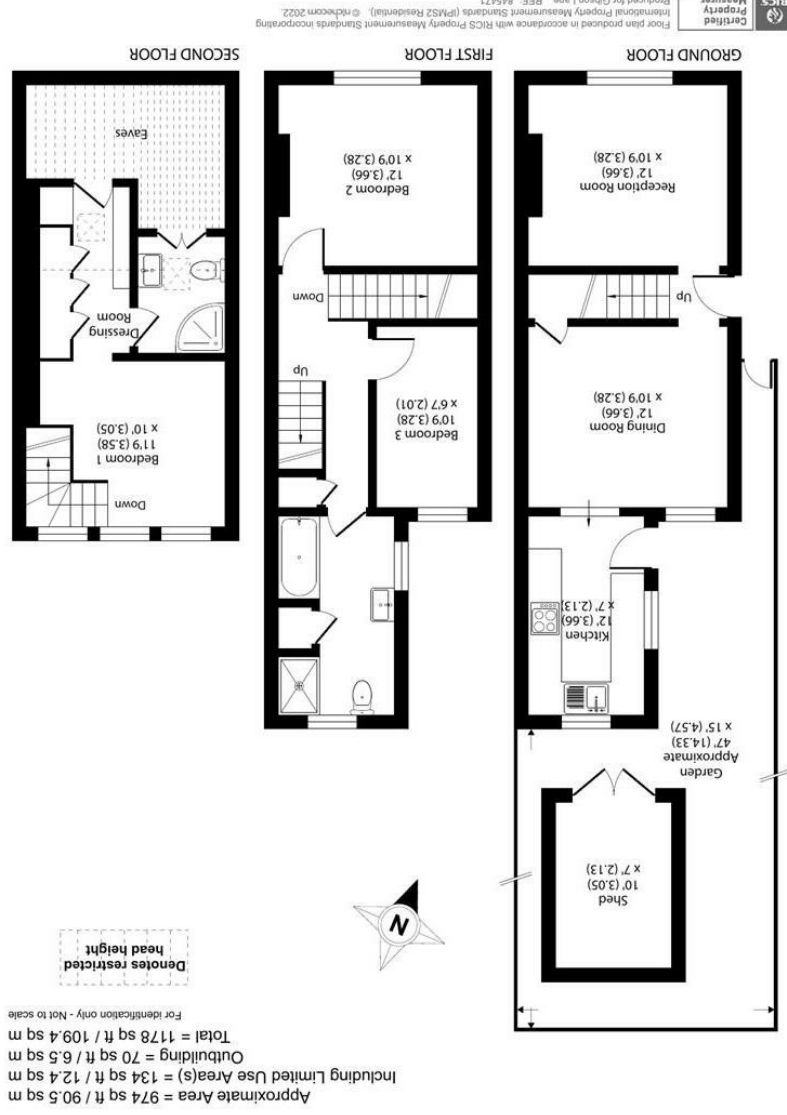 Approximate Area = 974 sq ft / 90.5 sq m
Including Limited Use Area(s) = 134 sq ft / 12.4 sq m
Outbuilding = 70 sq ft / 6.5 sq m
Total = 1178 sq ft / 109.4 sq m
For identification only - Not to scale
Denotes restricted
head height
N
Shed
10' (3.05)
x 7' (2.13)
Garden
Approximate
47' (14.33)
x 15' (4.57)
Kitchen
12' (3.66)
x 7' (2.13)
Dining Room
12' (3.66)
x 10'9 (3.28)
Up
Reception Room
12' (3.66)
x 10'9 (3.28)
GROUND FLOOR
Bedroom 3
10'9 (3.28)
x 6'7 (2.01)
Up
Down
Bedroom 2
12' (3.66)
x 10'9 (3.28)
FIRST FLOOR
Down
Bedroom 1
11'9 (3.58)
x 10' (3.05)
Dressing
Room
Eaves
SECOND FLOOR
RICS
Certified
Property
Measurer
Floor plan produced in accordance with RICS Property Measurement Standards incorporating
International Property Measurement Standards (IPMS2 Residential). © nichecom 2022.
Produced for Gibson Lane. REF: 845471